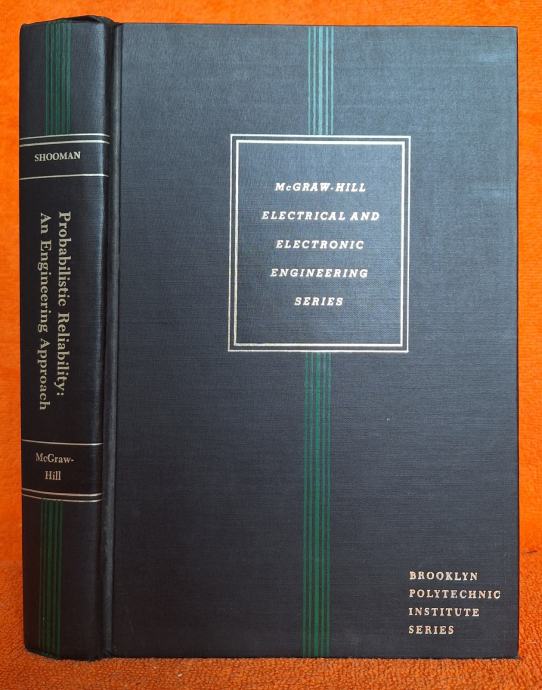 SHOOMAN
Probabilistic Reliability:
An Engineering Approach
McGraw-
Hill
McGRAW-HILL
ELECTRICAL AND
ELECTRONIC
ENGINEERING
SERIES
BROOKLYN
POLYTECHNIC
INSTITUTE
SERIES